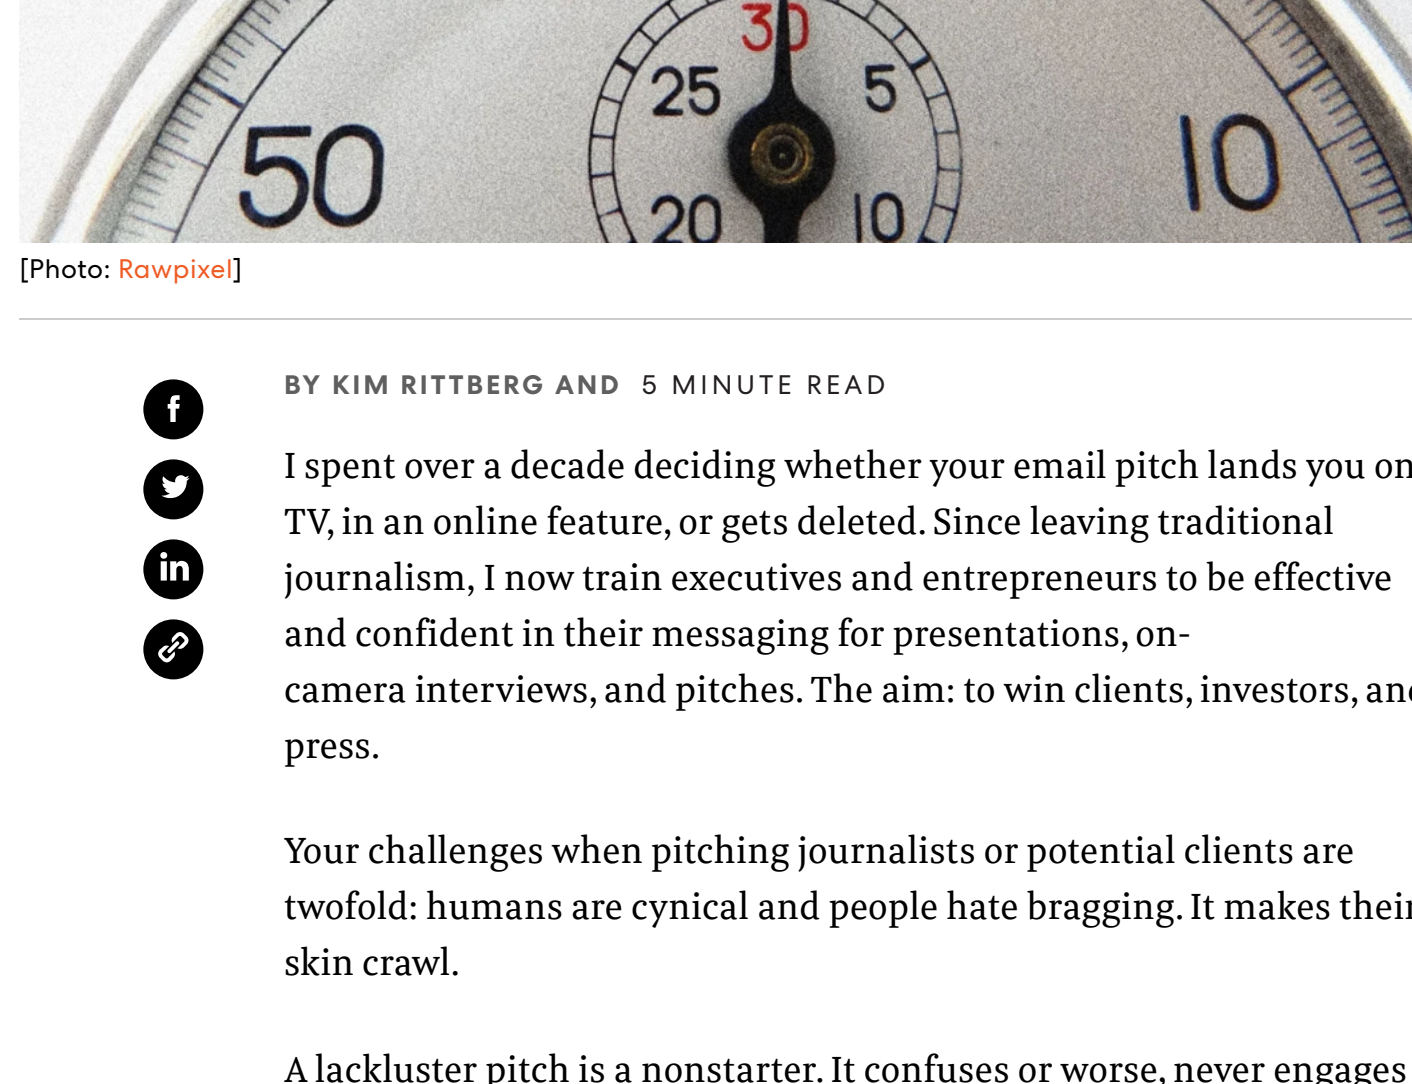 30
25 5
50 10
20 10
[Photo: Rawpixel]
BY KIM RITTBERG AND 5 MINUTE READ
I spent over a decade deciding whether your email pitch lands you on
TV, in an online feature, or gets deleted. Since leaving traditional
journalism, I now train executives and entrepreneurs to be effective
and confident in their messaging for presentations, on-
camera interviews, and pitches. The aim: to win clients, investors, and
press.
Your challenges when pitching journalists or potential clients are
twofold: humans are cynical and people hate bragging. It makes their
skin crawl.
A lackluster pitch is a nonstarter. It confuses or worse, never engages